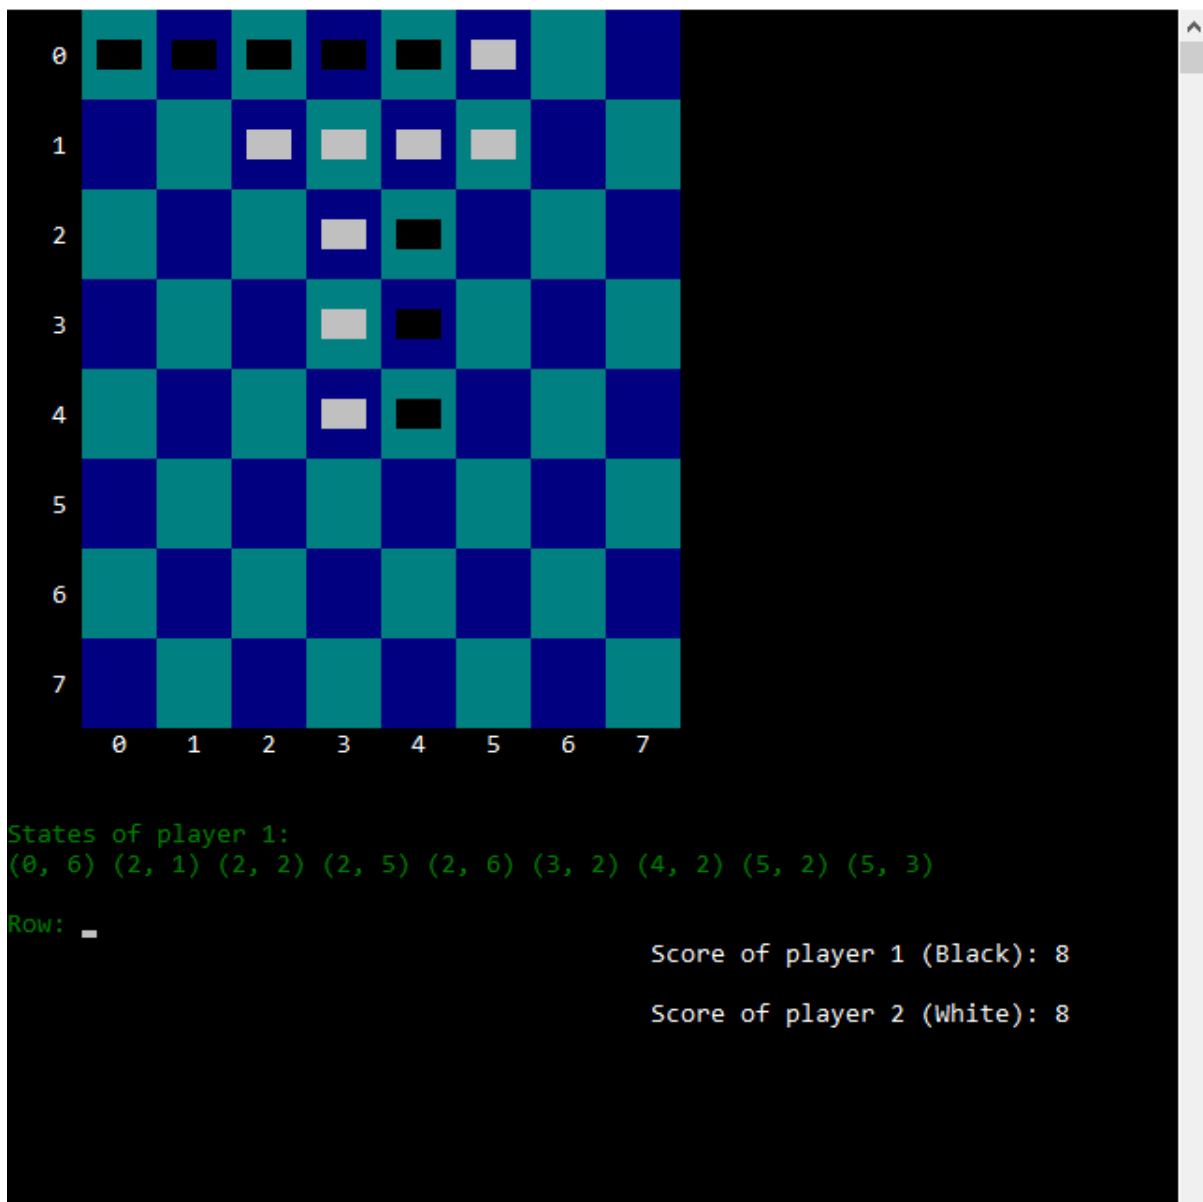 0
1
2
3
4
5
6
7
0 1 2 3 4 5 6 7
States of player 1:
(0, 6) (2, 1) (2, 2) (2, 5) (2, 6) (3, 2) (4, 2) (5, 2) (5, 3)
Row:
Score of player 1 (Black): 8
Score of player 2 (White): 8